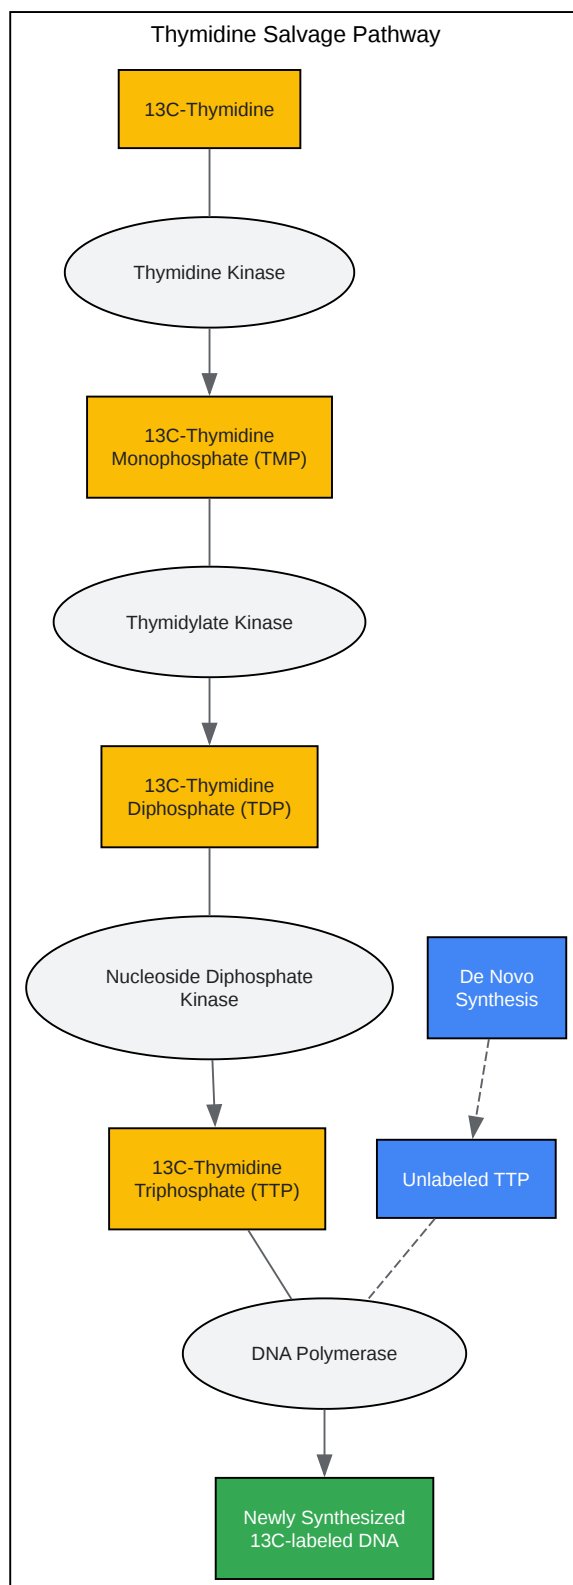 Thymidine Salvage Pathway
13C-Thymidine
Thymidine Kinase
13C-Thymidine
Monophosphate (TMP)
Thymidylate Kinase
13C-Thymidine
Diphosphate (TDP)
Nucleoside Diphosphate
Kinase
De Novo
Synthesis
13C-Thymidine
Triphosphate (TTP)
Unlabeled TTP
DNA Polymerase
Newly Synthesized
13C-labeled DNA